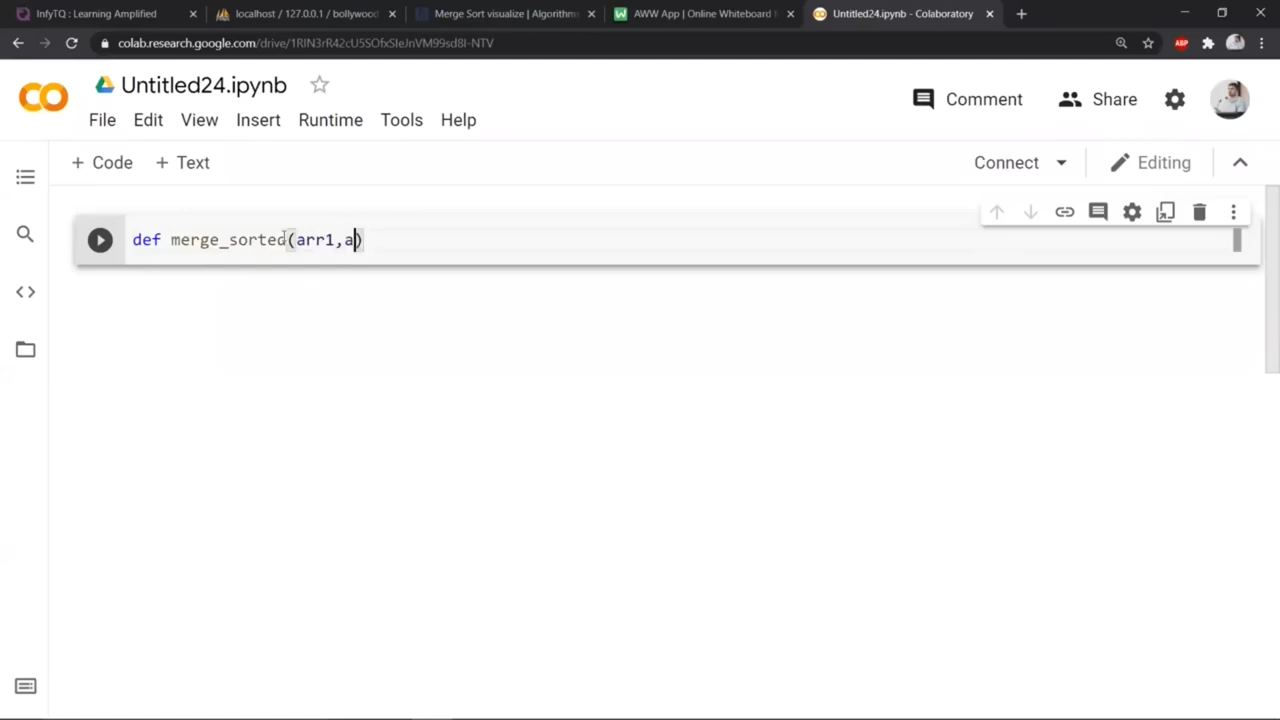 InfyTQ : Learning Amplified
localhost / 127.0.0.1 / bollywood
Merge Sort visualize | Algorithm
AWW App | Online Whiteboard f
Untitled24.ipynb - Colaboratory
colab.research.google.com/drive/1RIN3rR42cU5SOfxSIeJnVM99sd8I-NTV
ABP
CO Untitled24.ipynb
Comment Share
File Edit View Insert Runtime Tools Help
+ Code + Text
Connect Editing
def merge_sorted(arr1,a)